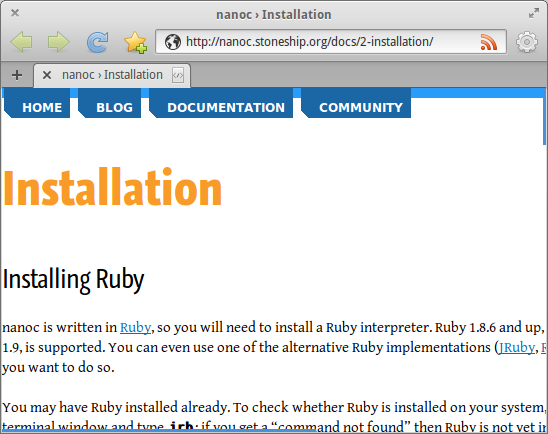 nanoc › Installation
http://nanoc.stoneship.org/docs/2-installation/
nanoc › Installation
HOME BLOG DOCUMENTATION COMMUNITY
Installation
Installing Ruby
nanoc is written in Ruby, so you will need to install a Ruby interpreter. Ruby 1.8.6 and up,
1.9, is supported. You can even use one of the alternative Ruby implementations (JRuby,
you want to do so.
You may have Ruby installed already. To check whether Ruby is installed on your system,
terminal window and type irb; if you get a “command not found” then Ruby is not yet in